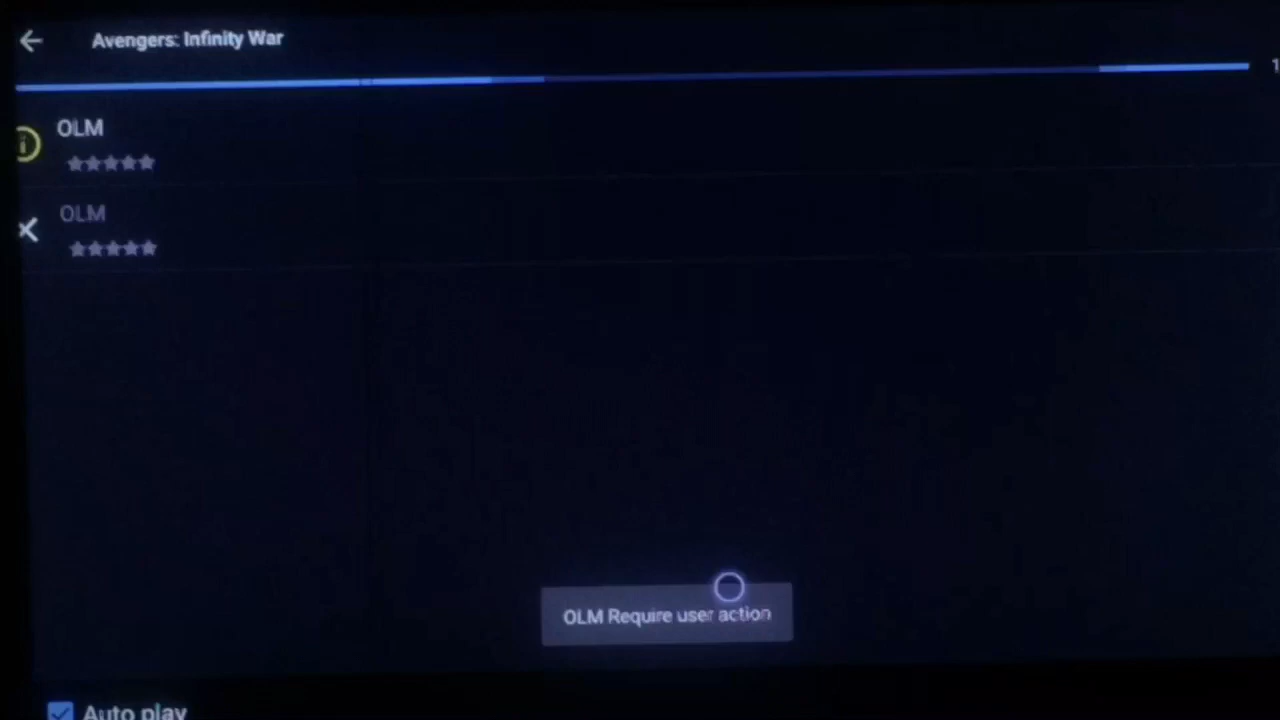 Avengers: Infinity War
OLM
OLM
OLM Require user action
Auto play